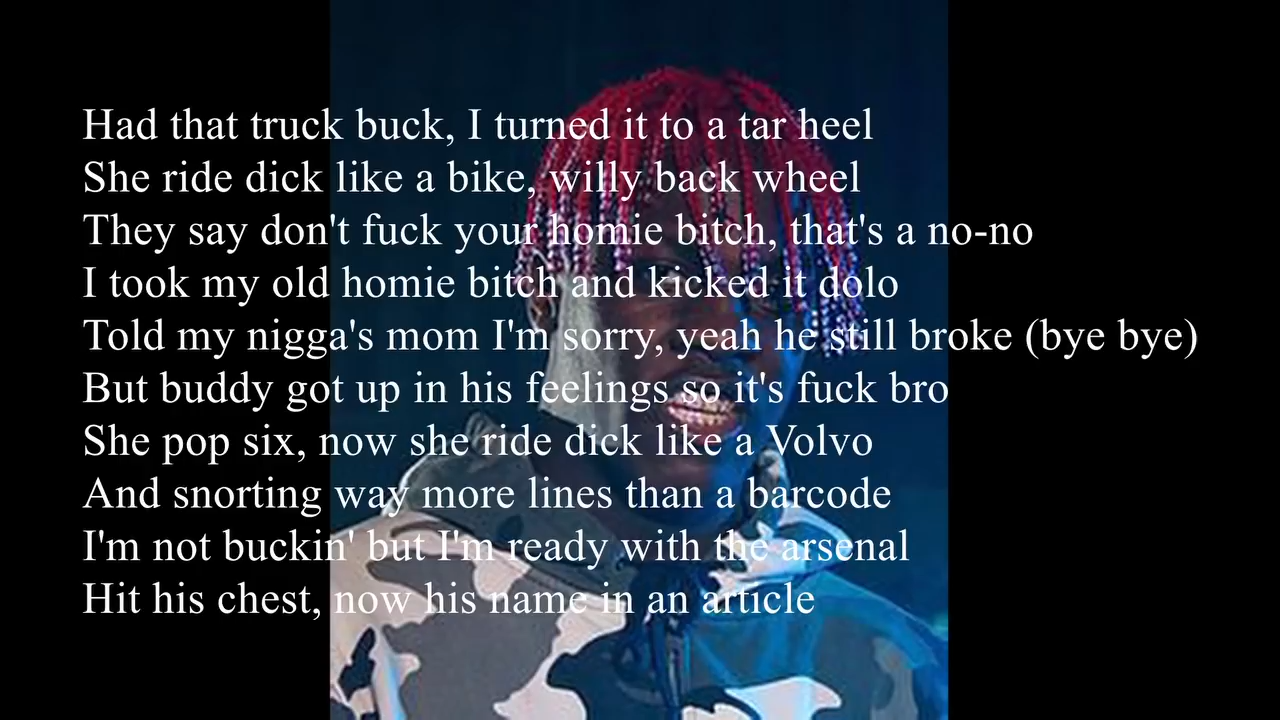 Had that truck buck, I turned it to a tar heel
She ride dick like a bike, willy back wheel
They say don't fuck your homie bitch, that's a no-no
I took my old homie bitch and kicked it dolo
Told my nigga's mom I'm sorry, yeah he still broke (bye bye)
But buddy got up in his feelings so it's fuck bro
She pop six, now she ride dick like a Volvo
And snorting way more lines than a barcode
I'm not buckin' but I'm ready with the arsenal
Hit his chest, now his name in an article